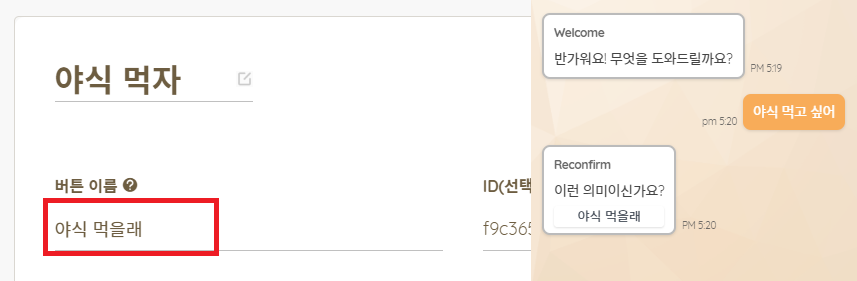 야식 먹자
버튼 이름
야식 먹을래
ID(선택
f9c365
Welcome
반가워요! 무엇을 도와드릴까요?
PM 5:19
야식 먹고 싶어
pm 5:20
Reconfirm
이런 의미이신가요?
야식 먹을래
PM 5:20